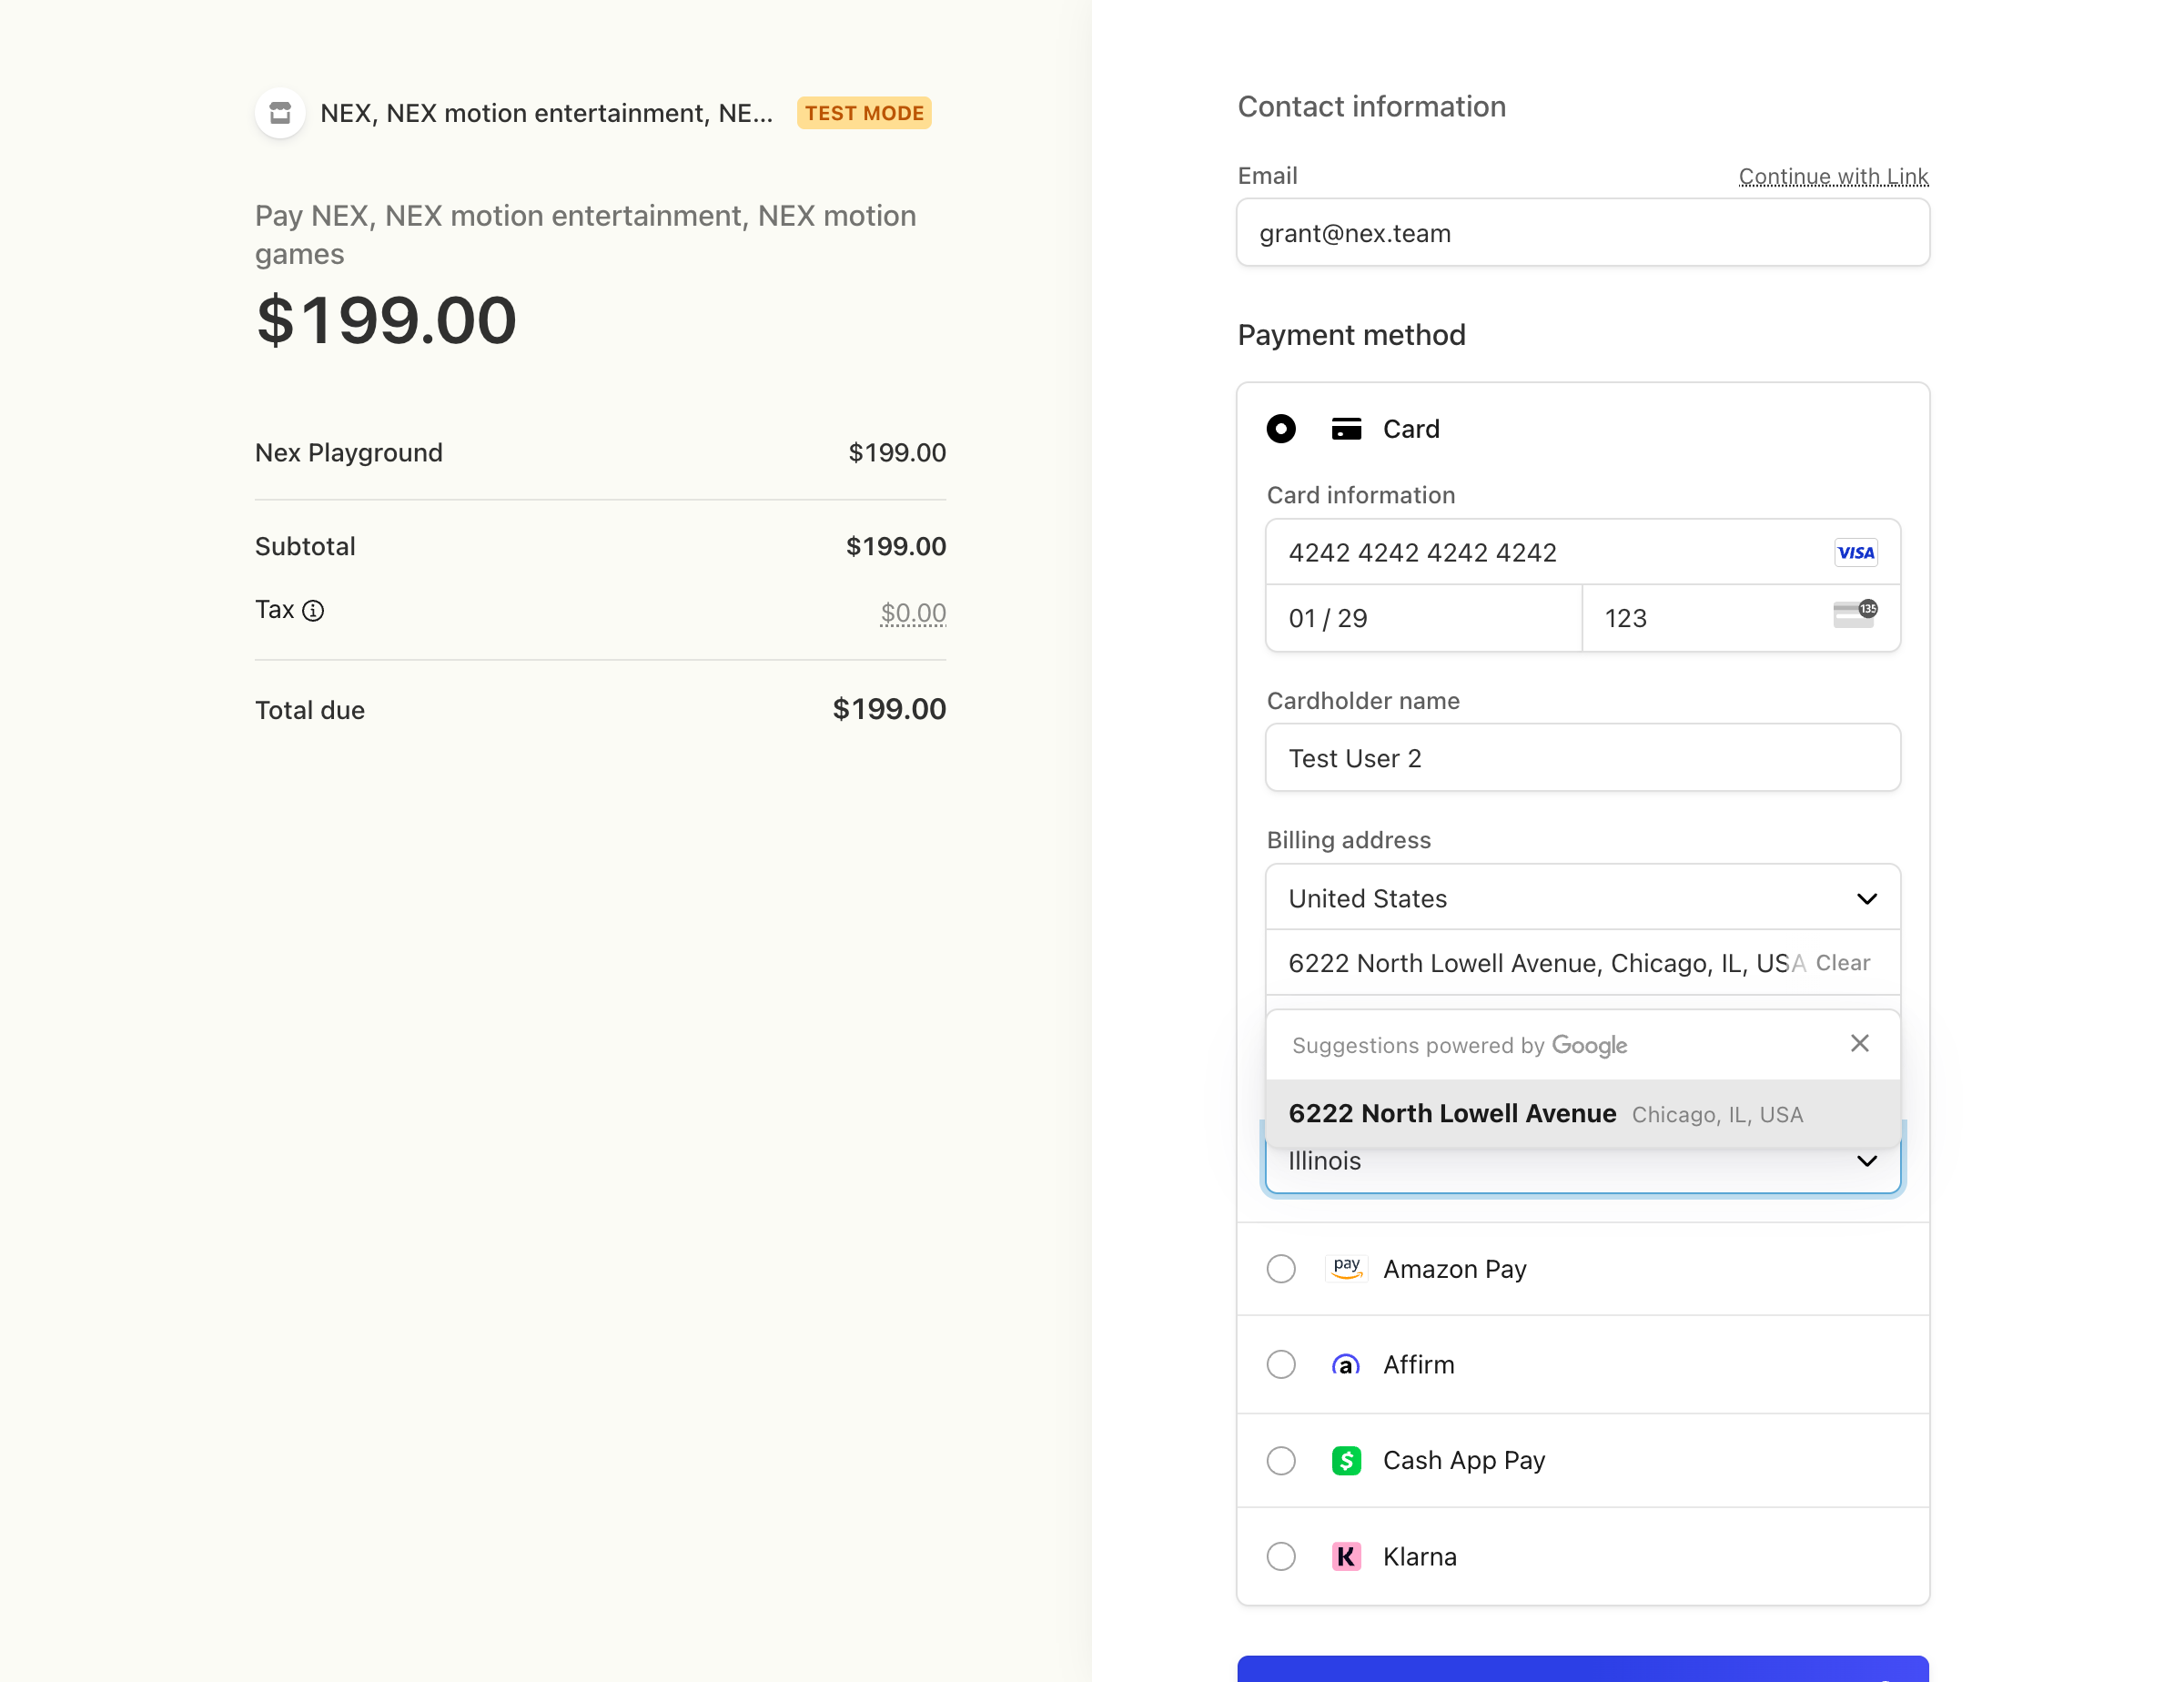 NEX, NEX motion entertainment, NE...
TEST MODE
Pay NEX, NEX motion entertainment, NEX motion
games
$199.00
Nex Playground
$199.00
Subtotal
$199.00
Tax
$0.00
Total due
$199.00
Contact information
Email
Continue with Link
grant@nex.team
Payment method
Card
Card information
4242 4242 4242 4242
VISA
01 / 29
123
135
Cardholder name
Test User 2
Billing address
United States
6222 North Lowell Avenue, Chicago, IL, USA
Clear
Suggestions powered by Google
6222 North Lowell Avenue Chicago, IL, USA
Illinois
pay
Amazon Pay
a
Affirm
$
Cash App Pay
K
Klarna